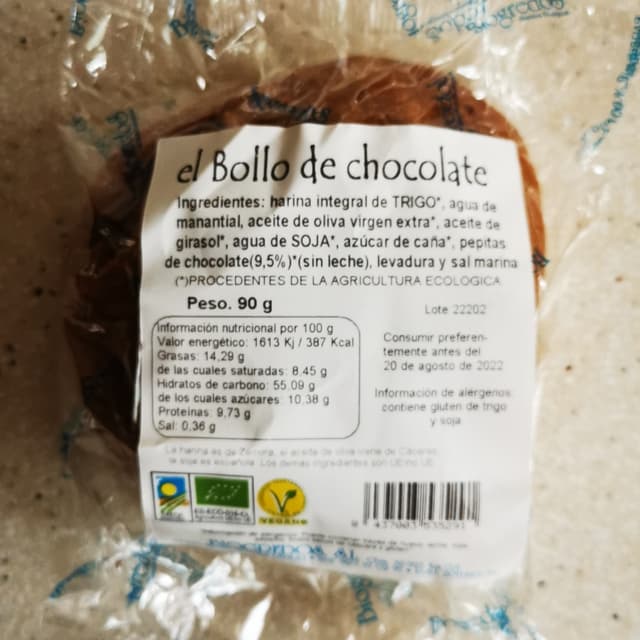 el Bollo de chocolate
Ingredientes: harina integral de TRIGO*, agua de
manantial, aceite de oliva virgen extra*, aceite de
girasol*, agua de SOJA*, azúcar de caña*, pepitas
de chocolate(9,5%)*(sin leche), levadura y sal marina
(*)PROCEDENTES DE LA AGRICULTURA ECOLOGICA
Peso. 90 g
Lote 22202
Información nutricional por 100 g
Valor energético: 1613 Kj / 387 Kcal
Grasas: 14,29 g
de las cuales saturadas: 8,45 g
Hidratos de carbono: 55,09 g
de los cuales azúcares: 10,38 g
Proteinas: 9,73 g
Sal: 0,36 g
Consumir preferen-
temente antes del
20 de agosto de 2022
Información de alérgenos:
contiene gluten de trigo
y soja
VEGANO